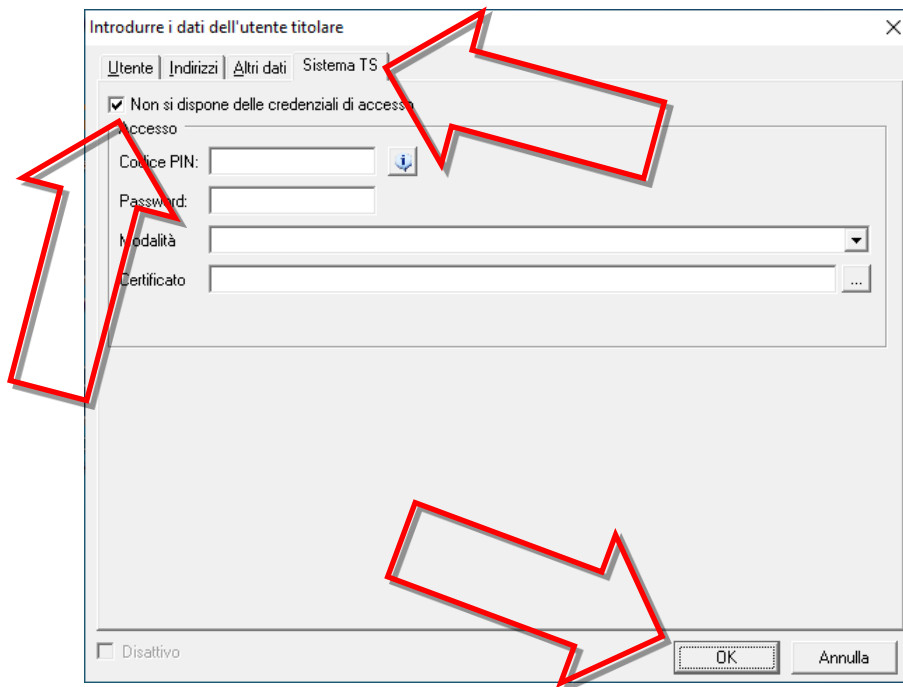 Introdurre i dati dell'utente titolare
Utente Indirizzi Altri dati Sistema TS
Non si dispone delle credenziali di accesso
Accesso
Codice PIN:
Password:
Modalità
Certificato ...
Disattivo OK Annulla